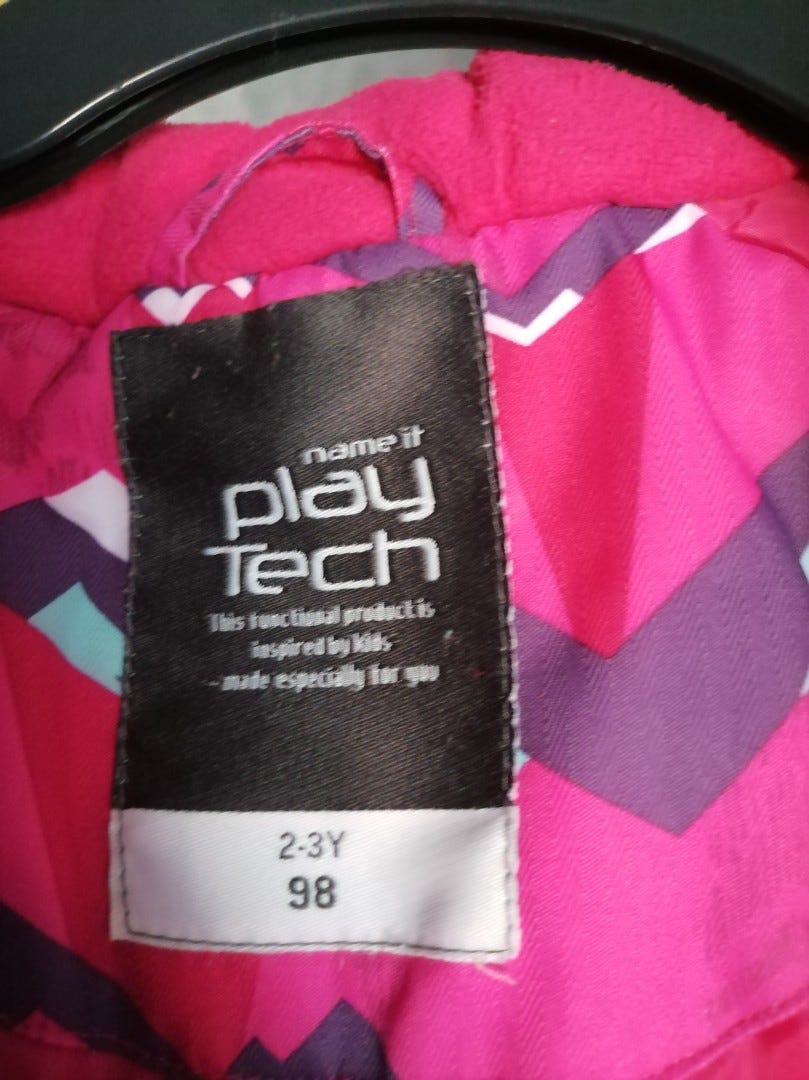 name it
play
Tech
This functional product is
inspired by kids
- made especially for you
2-3Y
98